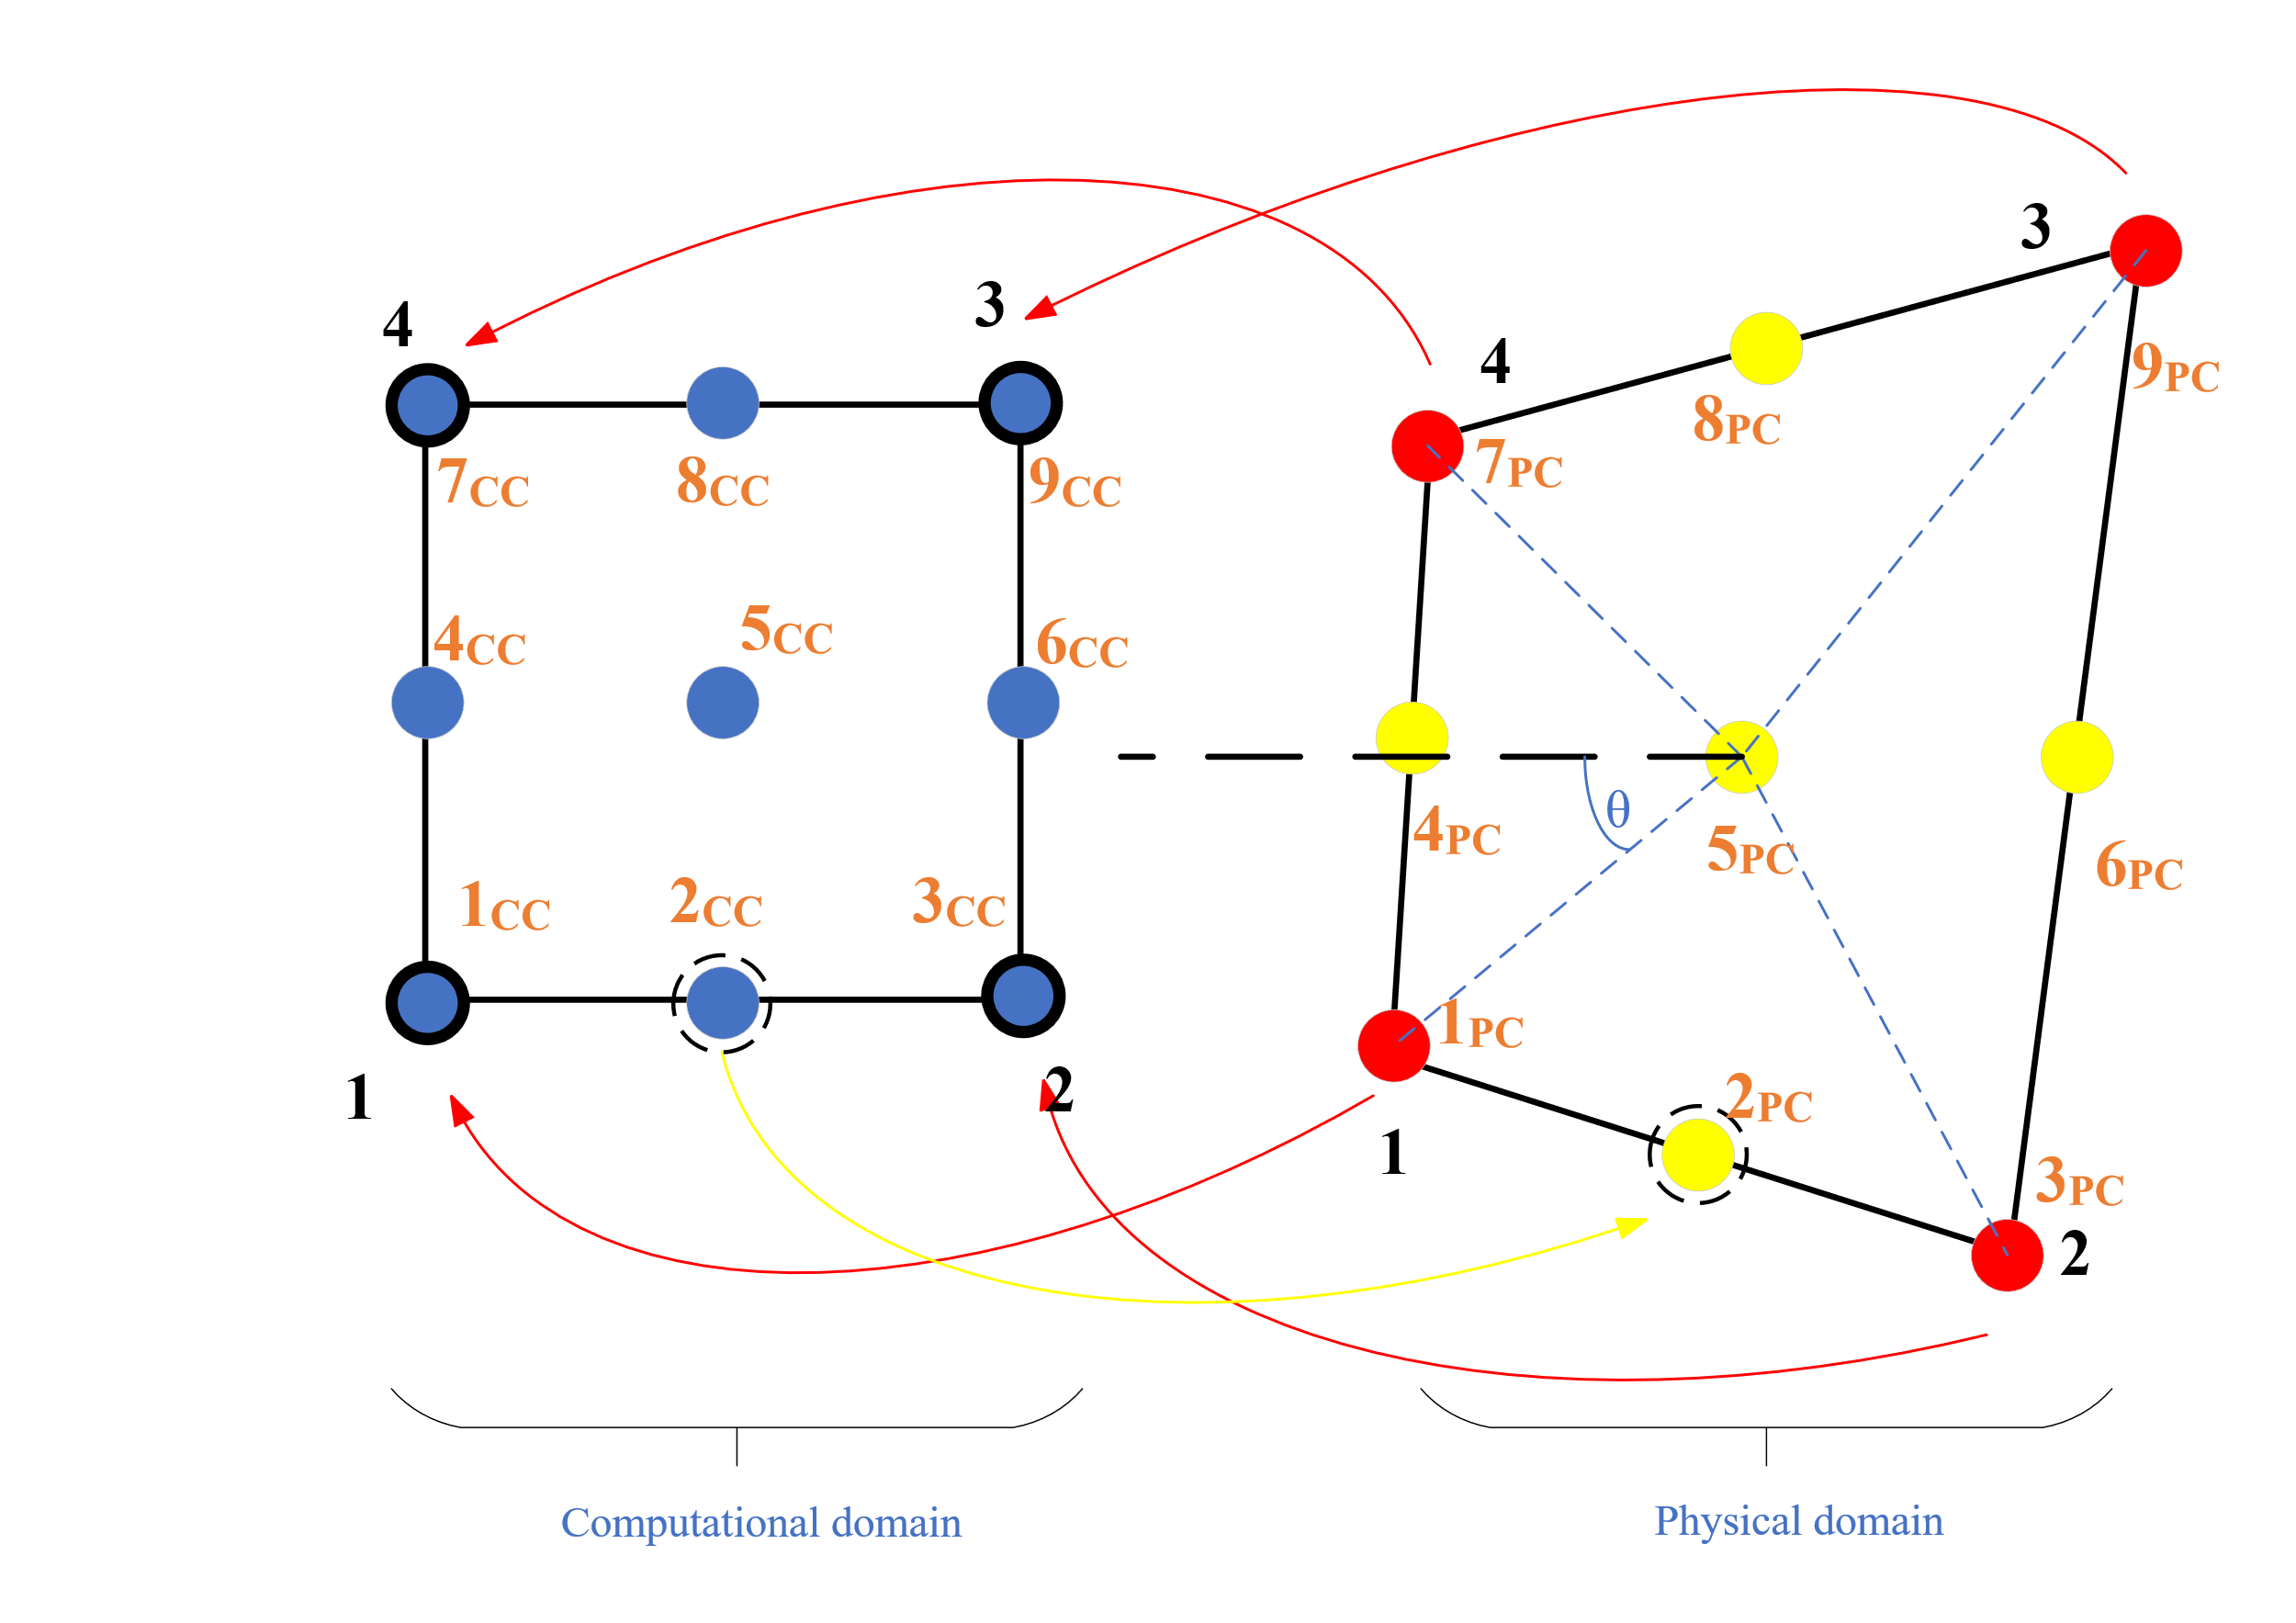 3
3
4
4
9PC
8PC
7PC
7CC
8CC
9CC
4CC
5CC
6CC
θ
4PC
5PC
6PC
1CC
2CC
3CC
1PC
2PC
3PC
1
2
1
2
Computational domain
Physical domain